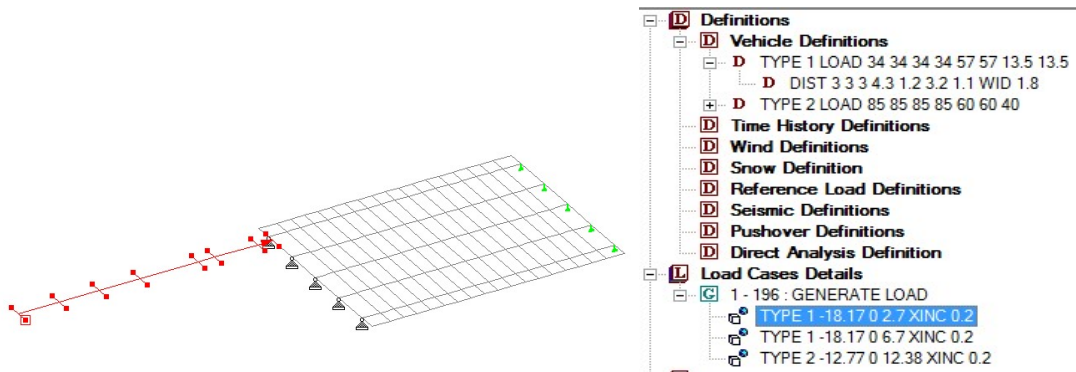 Definitions
Vehicle Definitions
TYPE 1 LOAD 34 34 34 34 57 57 13.5 13.5
DIST 3 3 3 4.3 1.2 3.2 1.1 WID 1.8
TYPE 2 LOAD 85 85 85 85 60 60 40
Time History Definitions
Wind Definitions
Snow Definition
Reference Load Definitions
Seismic Definitions
Pushover Definitions
Direct Analysis Definition
Load Cases Details
1 - 196 : GENERATE LOAD
TYPE 1 -18.17 0 2.7 XINC 0.2
TYPE 1 -18.17 0 6.7 XINC 0.2
TYPE 2 -12.77 0 12.38 XINC 0.2